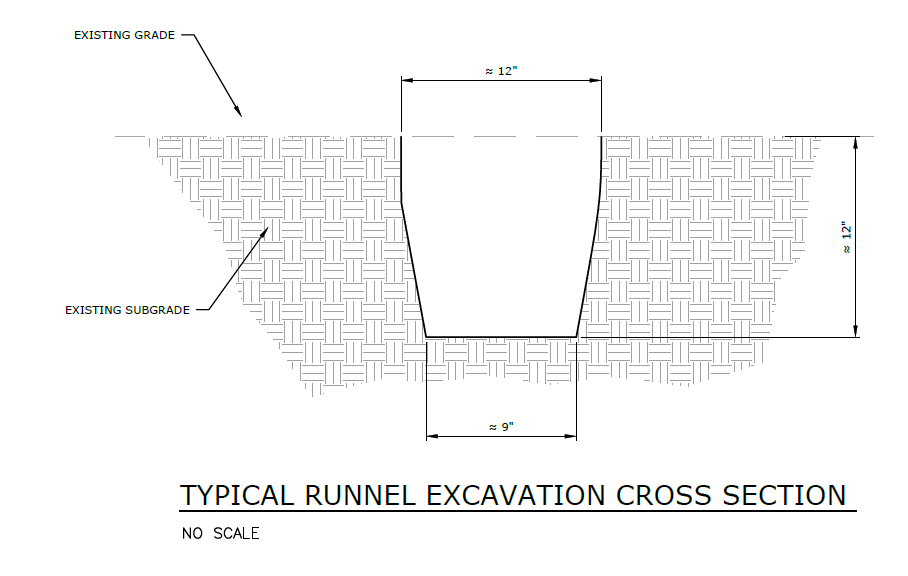 EXISTING GRADE
≈ 12"
≈ 12"
EXISTING SUBGRADE
≈ 9"
TYPICAL RUNNEL EXCAVATION CROSS SECTION
NO SCALE